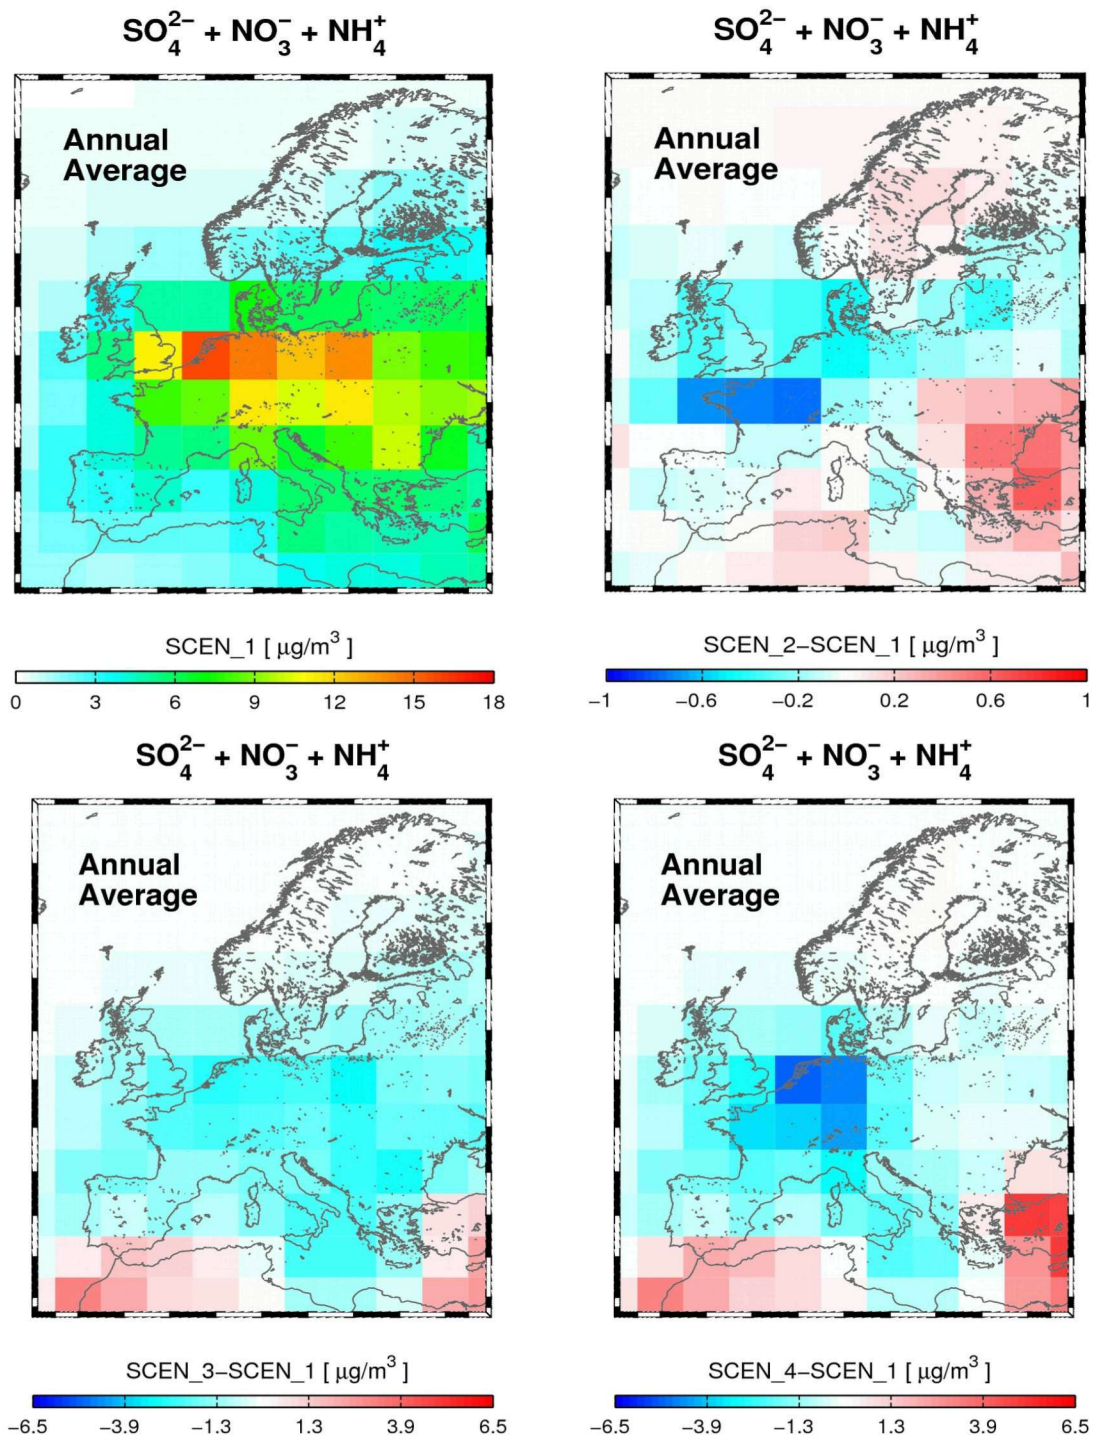 SO₄²⁻ + NO₃⁻ + NH₄⁺
Annual
Average
SCEN_1 [ µg/m³ ]
0 3 6 9 12 15 18
SO₄²⁻ + NO₃⁻ + NH₄⁺
Annual
Average
SCEN_2−SCEN_1 [ µg/m³ ]
−1 −0.6 −0.2 0.2 0.6 1
SO₄²⁻ + NO₃⁻ + NH₄⁺
Annual
Average
SCEN_3−SCEN_1 [ µg/m³ ]
−6.5 −3.9 −1.3 1.3 3.9 6.5
SO₄²⁻ + NO₃⁻ + NH₄⁺
Annual
Average
SCEN_4−SCEN_1 [ µg/m³ ]
−6.5 −3.9 −1.3 1.3 3.9 6.5